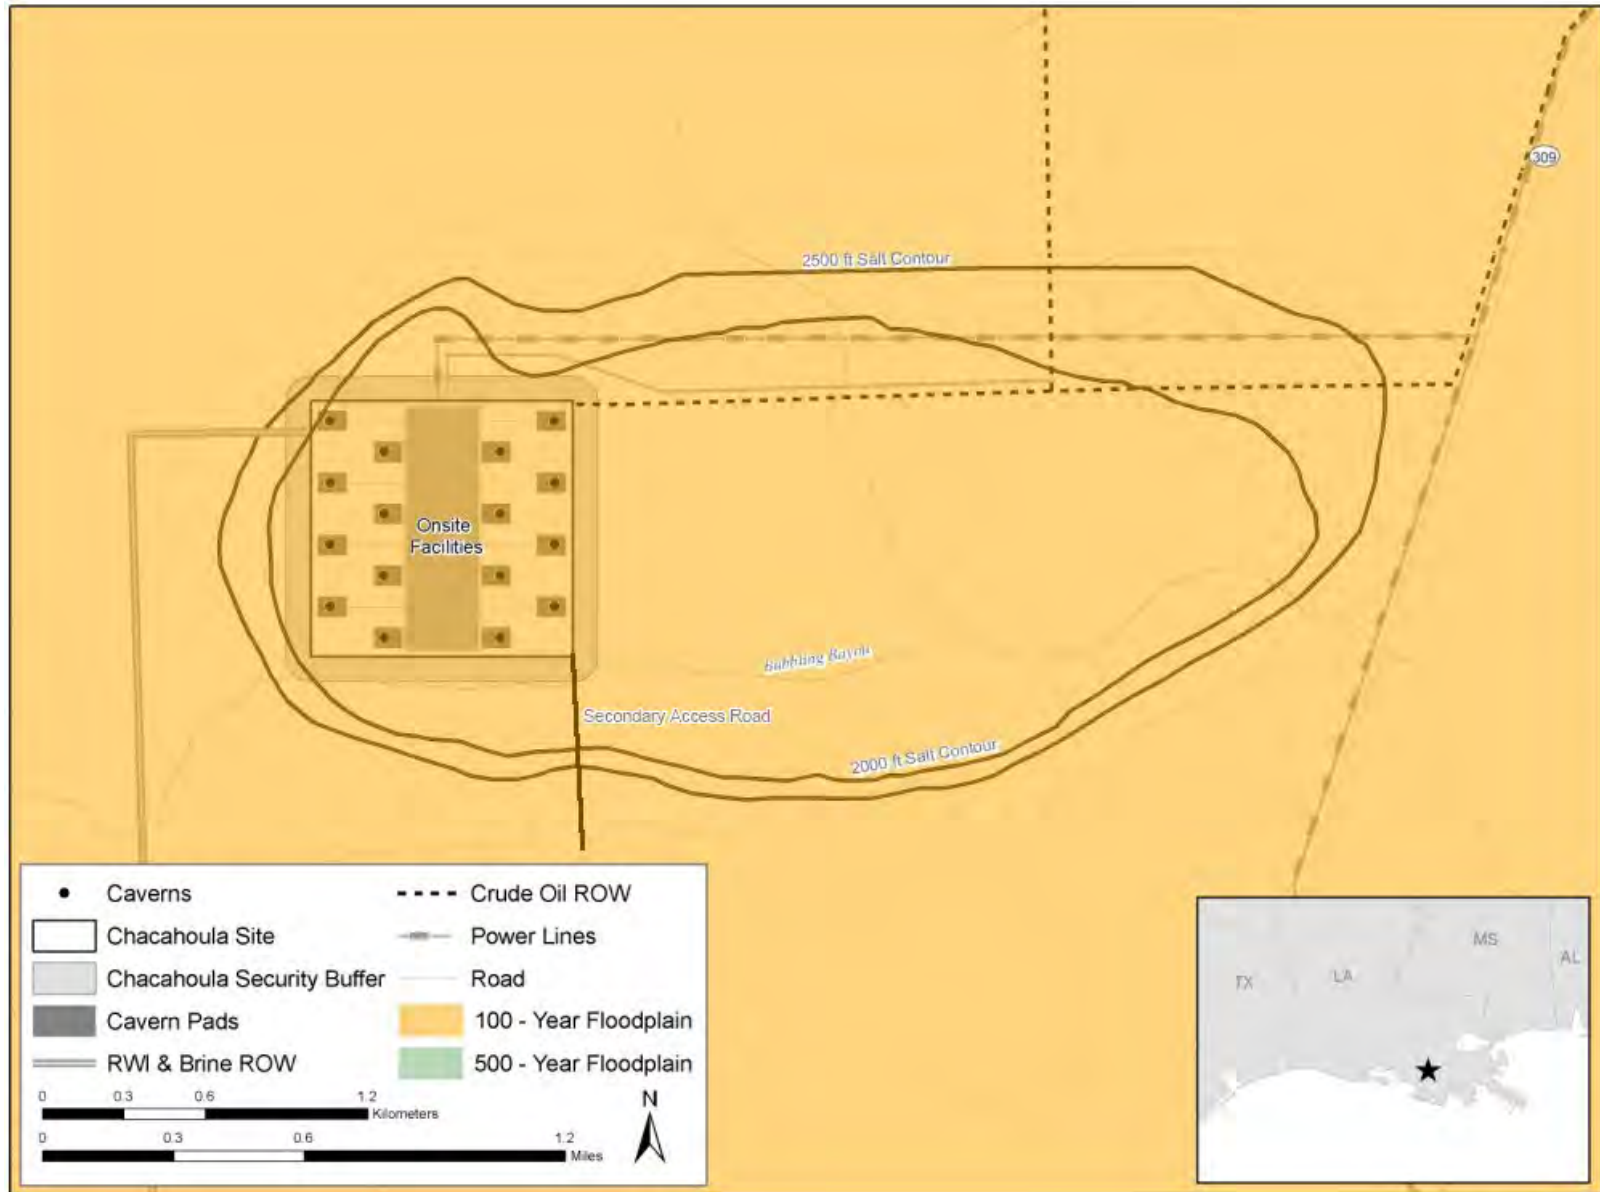 309
2500 ft Salt Contour
Onsite
Facilities
Bubbling Bayou
Secondary Access Road
2000 ft Salt Contour
Caverns
Chacahoula Site
Chacahoula Security Buffer
Cavern Pads
RWI & Brine ROW
Crude Oil ROW
Power Lines
Road
100 - Year Floodplain
500 - Year Floodplain
0 0.3 0.6 1.2
Kilometers
0 0.3 0.6 1.2
Miles
N
TX LA MS AL